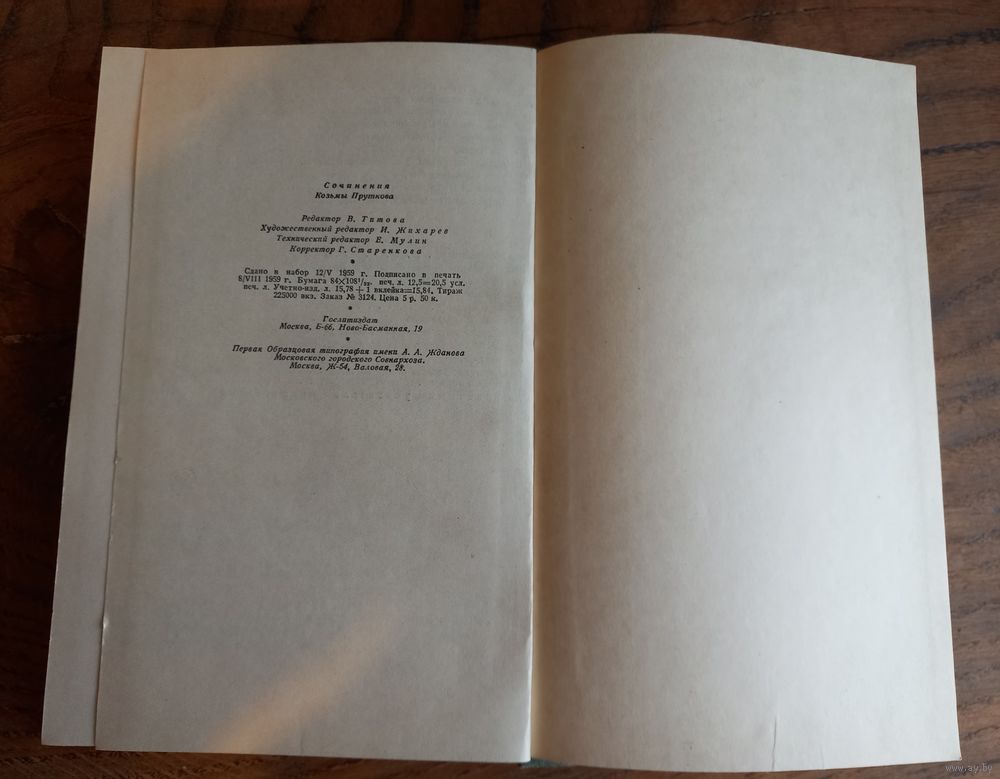 Сочинения
Козьмы Пруткова
Редактор В. Титова
Художественный редактор И. Жихарев
Технический редактор Е. Мулин
Корректор Г. Старенкова
Сдано в набор 12/V 1959 г. Подписано в печать
8/VIII 1959 г. Бумага 84×108¹/₃₂. печ. л. 12,5=20,5 усл.
печ. л. Учетно-изд. л. 15,78+1 вклейка=15,84. Тираж
225000 экз. Заказ № 3124. Цена 5 р. 50 к.
Гослитиздат
Москва, Б-66, Ново-Басманная, 19
Первая Образцовая типография имени А. А. Жданова
Московского городского Совнархоза.
Москва, Ж-54, Валовая, 28.
www.ay.by